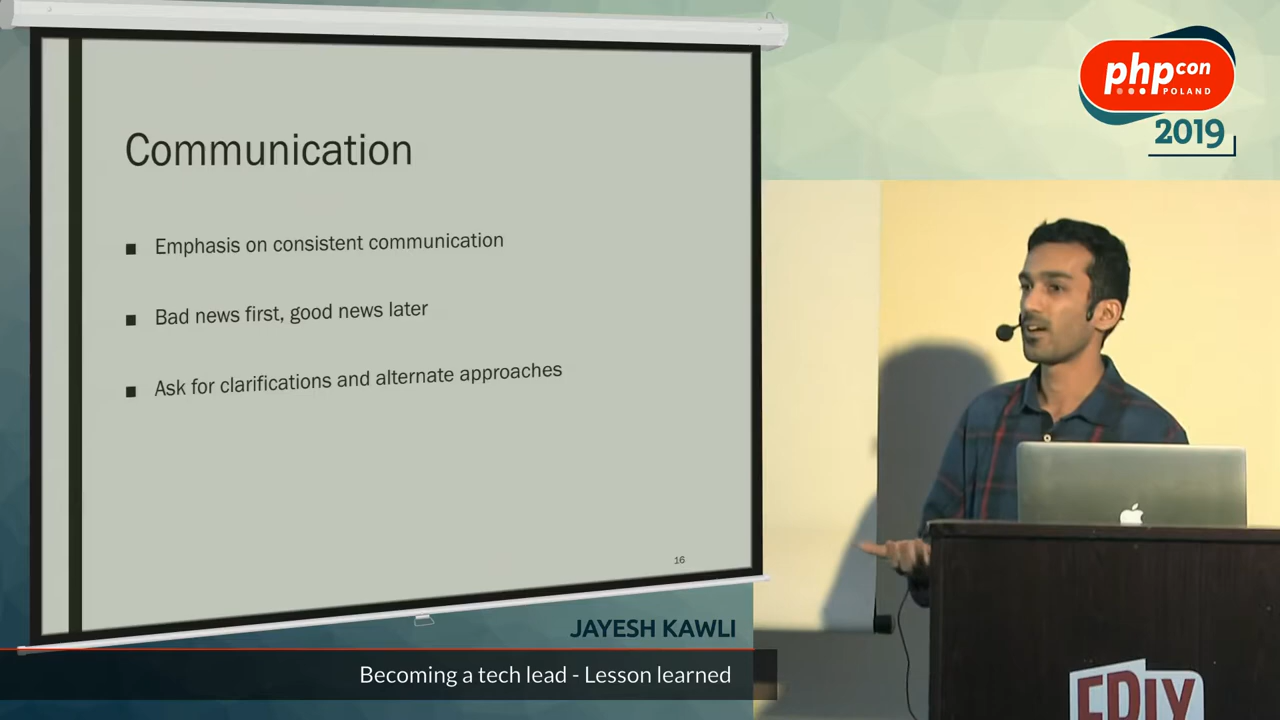 Communication
Emphasis on consistent communication
Bad news first, good news later
Ask for clarifications and alternate approaches
16
php con
POLAND
2019
JAYESH KAWLI
Becoming a tech lead - Lesson learned